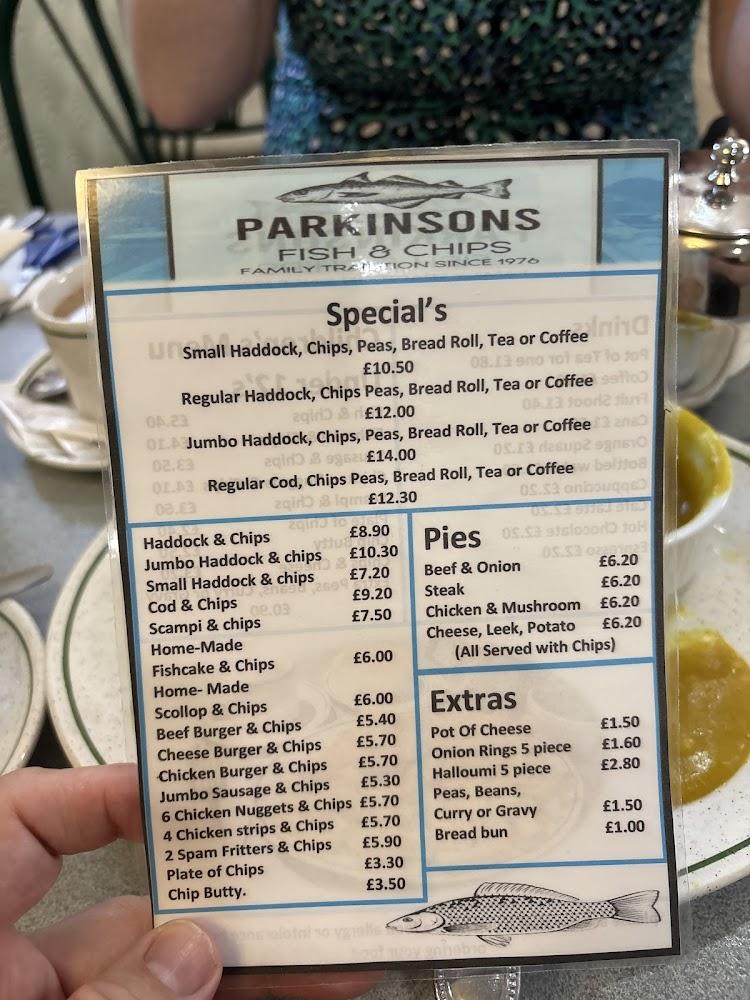 PARKINSONS
FISH & CHIPS
FAMILY TRADITION SINCE 1976
Special's
Small Haddock, Chips, Peas, Bread Roll, Tea or Coffee
£10.50
Regular Haddock, Chips Peas, Bread Roll, Tea or Coffee
£12.00
Jumbo Haddock, Chips, Peas, Bread Roll, Tea or Coffee
£14.00
Regular Cod, Chips Peas, Bread Roll, Tea or Coffee
£12.30
Haddock & Chips £8.90
Jumbo Haddock & chips £10.30
Small Haddock & chips £7.20
Cod & Chips £9.20
Scampi & chips £7.50
Home-Made
Fishcake & Chips £6.00
Home- Made
Scollop & Chips £6.00
Beef Burger & Chips £5.40
Cheese Burger & Chips £5.70
Chicken Burger & Chips £5.70
Jumbo Sausage & Chips £5.30
6 Chicken Nuggets & Chips £5.70
4 Chicken strips & Chips £5.70
2 Spam Fritters & Chips £5.90
Plate of Chips £3.30
Chip Butty. £3.50
Pies
Beef & Onion £6.20
Steak £6.20
Chicken & Mushroom £6.20
Cheese, Leek, Potato £6.20
(All Served with Chips)
Extras
Pot Of Cheese £1.50
Onion Rings 5 piece £1.60
Halloumi 5 piece £2.80
Peas, Beans,
Curry or Gravy £1.50
Bread bun £1.00